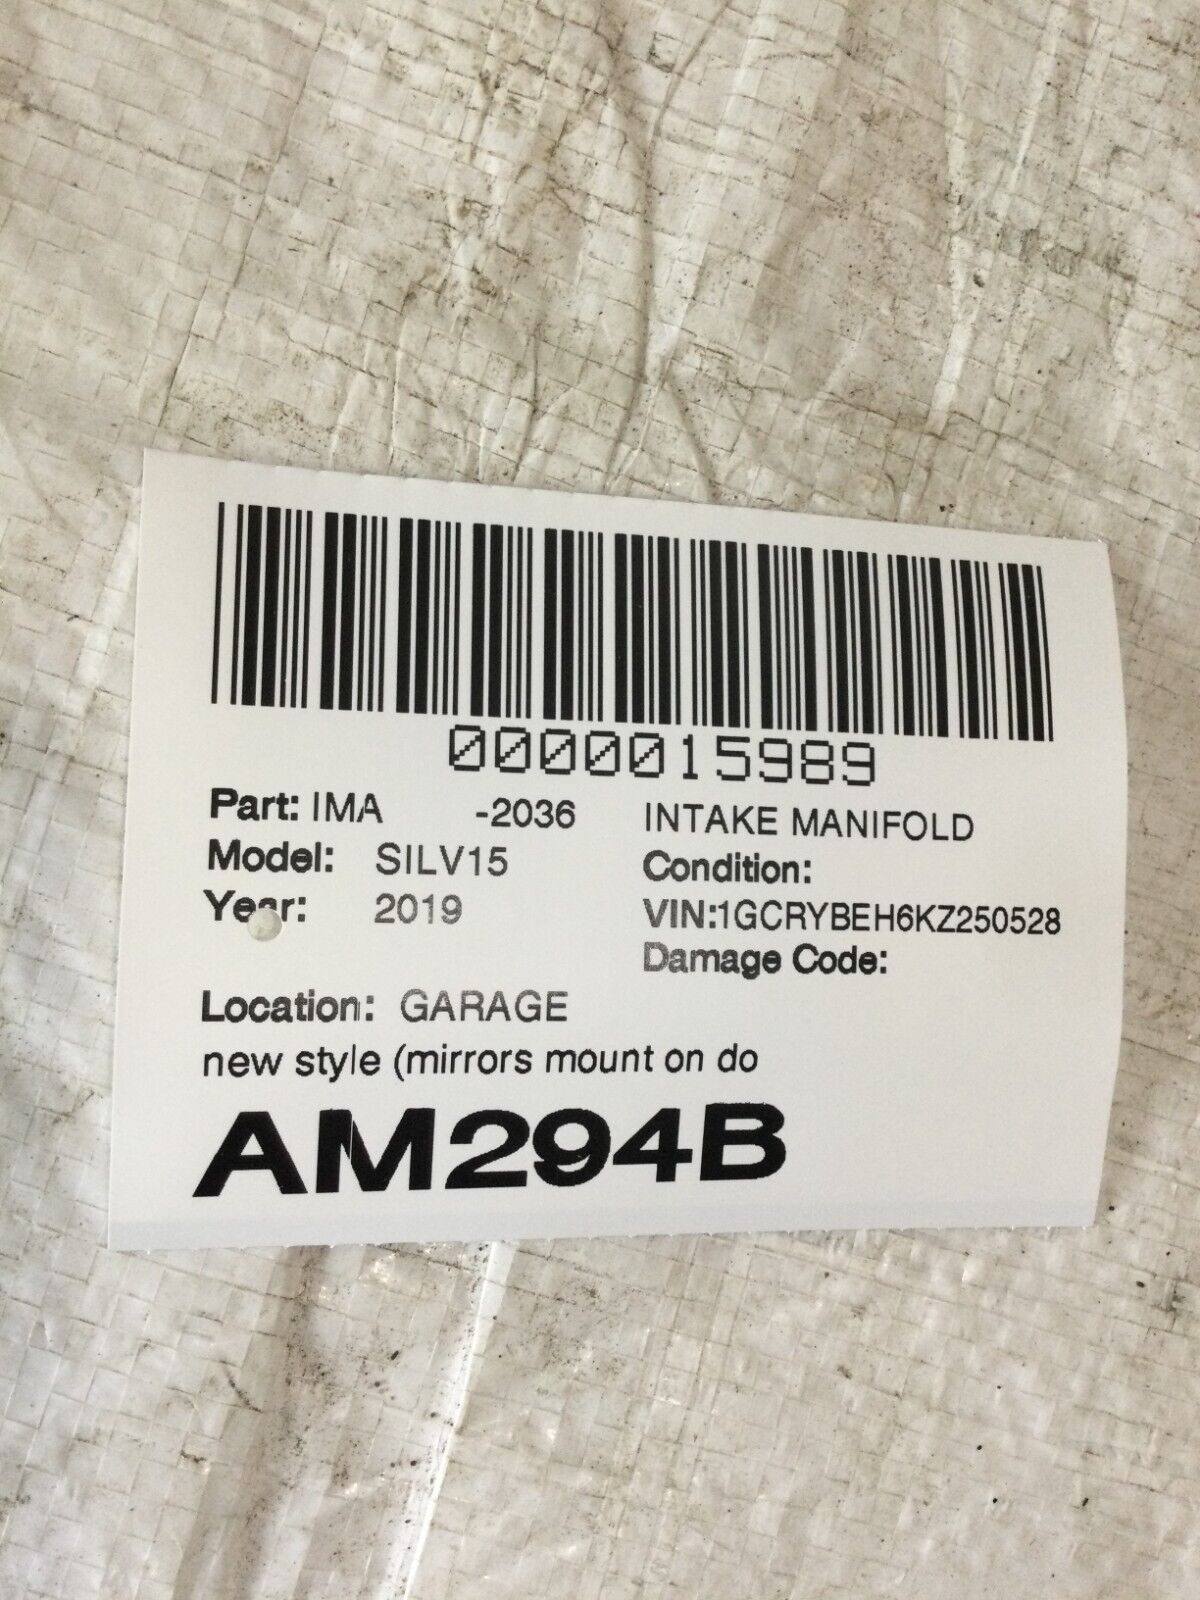 0000015989
Part: IMA -2036 INTAKE MANIFOLD
Model: SILV15 Condition:
Year: 2019 VIN:1GCRYBEH6KZ250528
Damage Code:
Location: GARAGE
new style (mirrors mount on do
AM294B